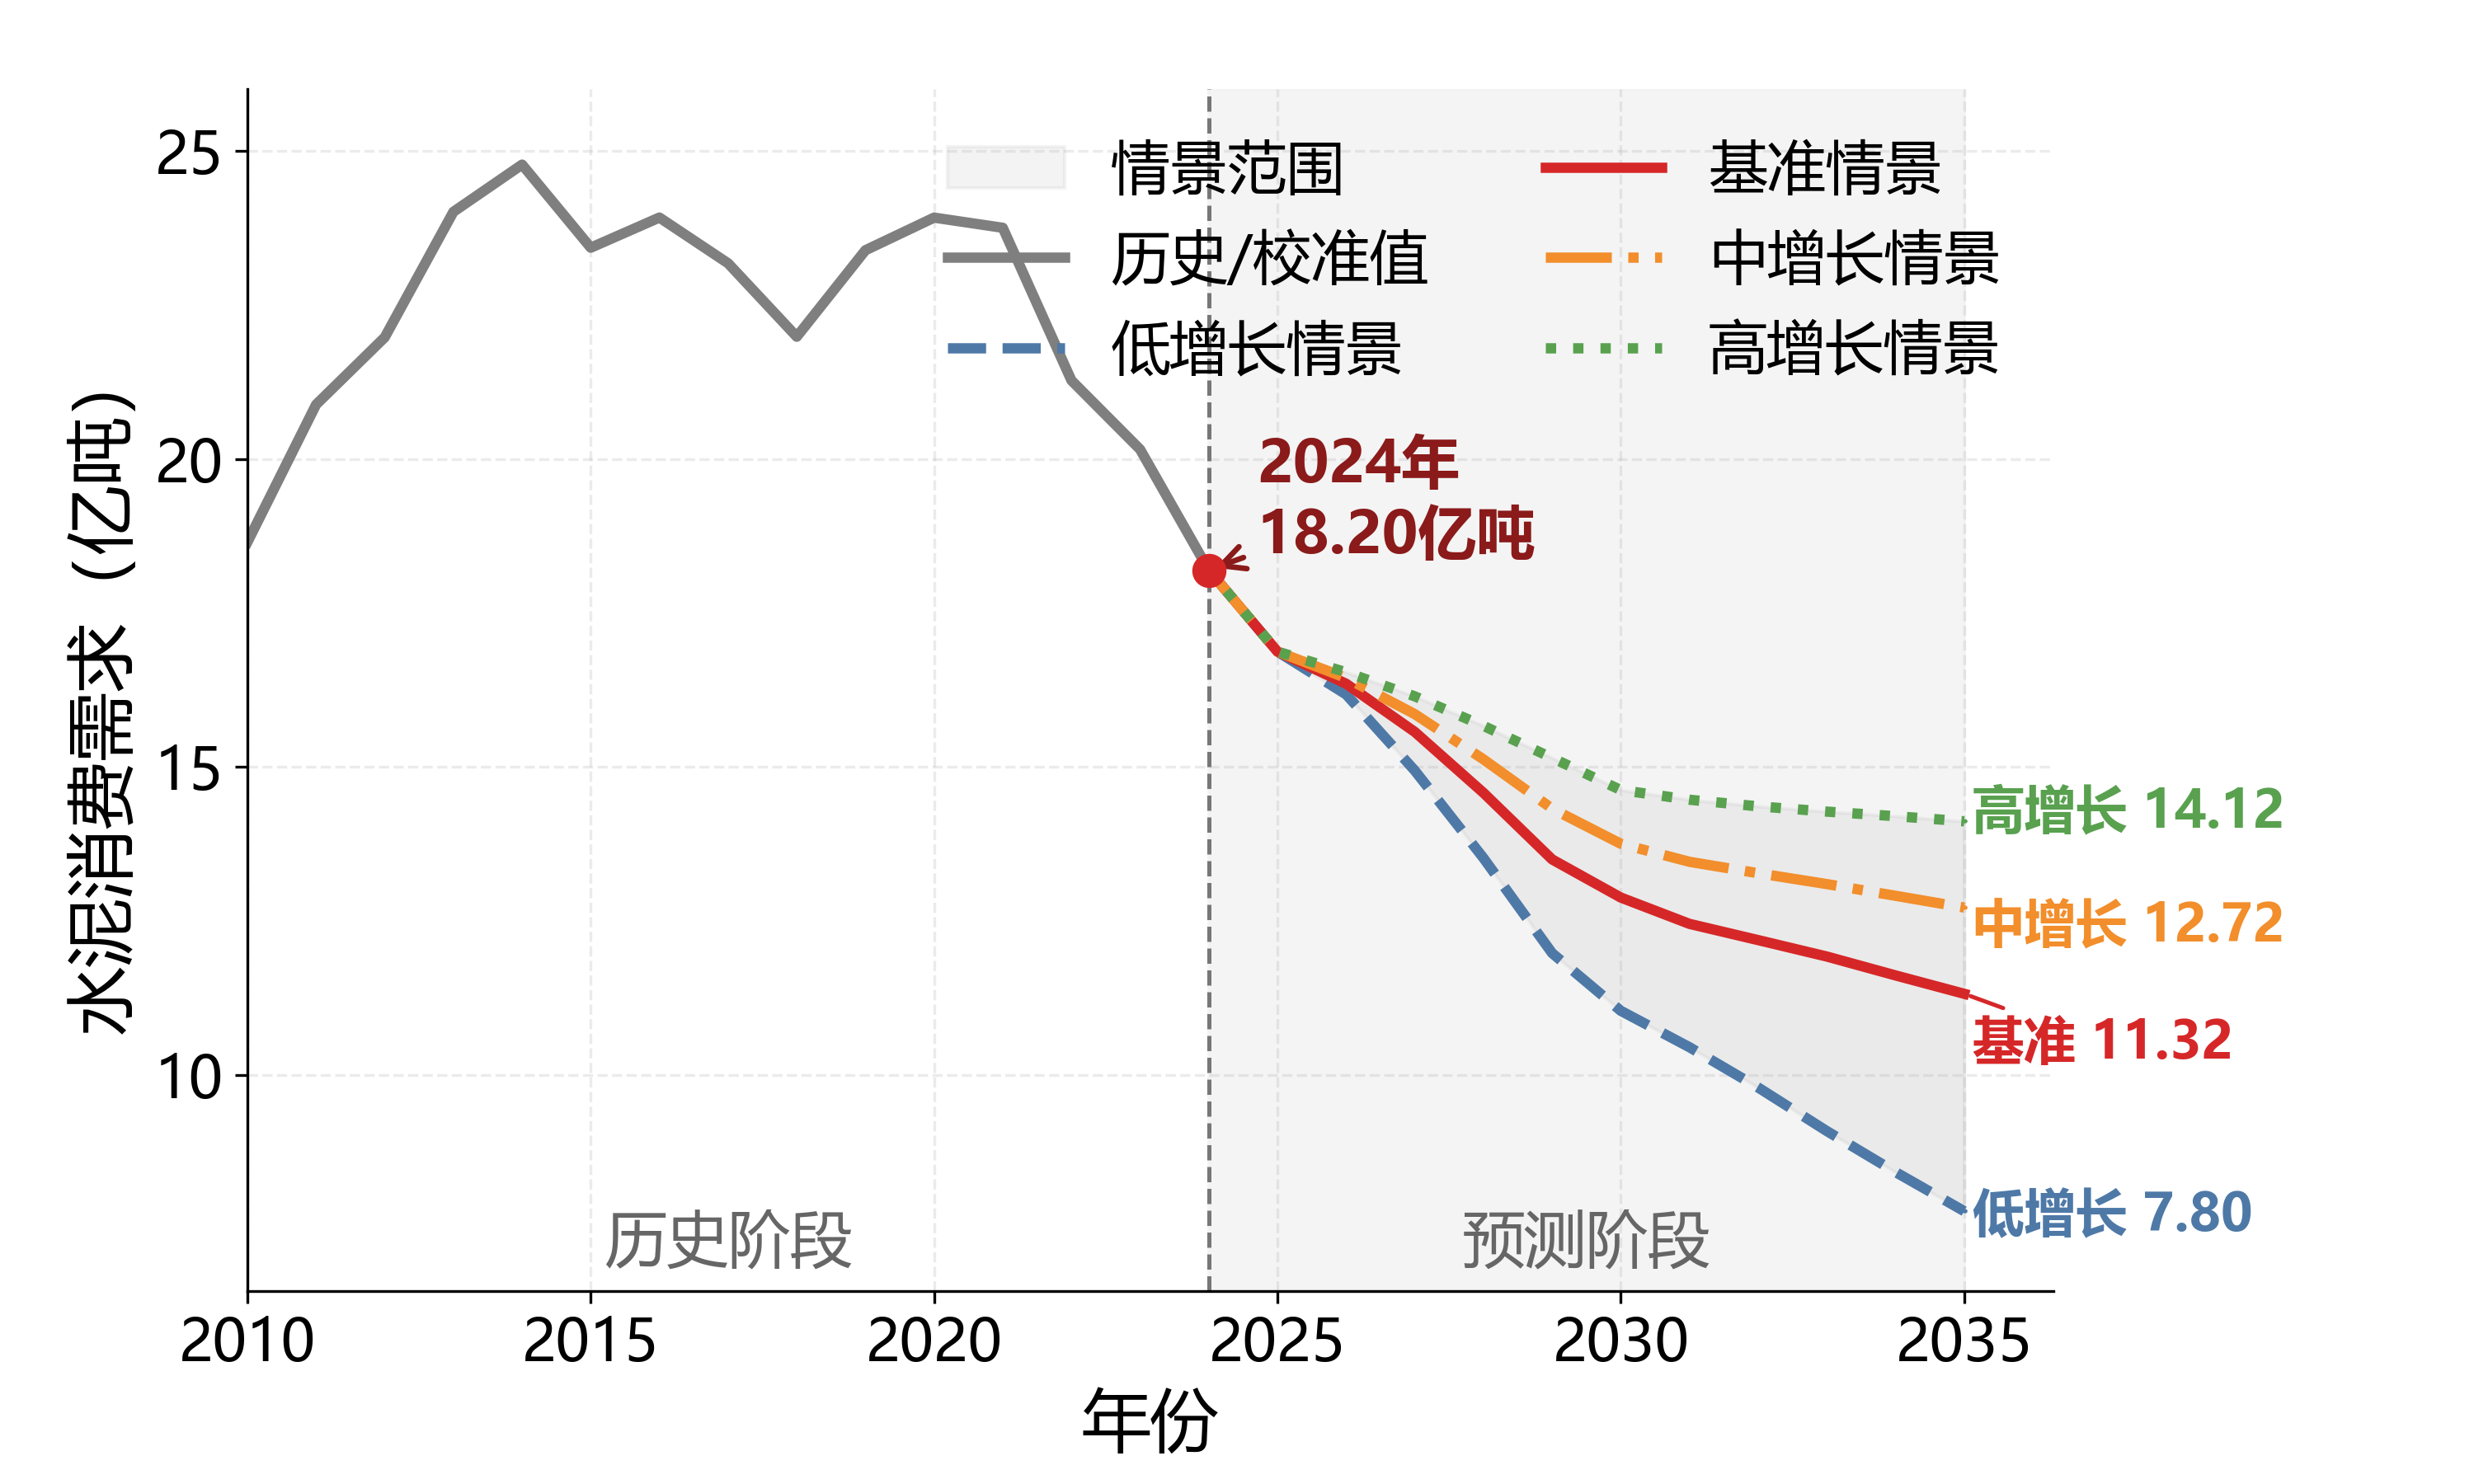 水泥消费需求（亿吨）
25
20
15
10
情景范围
历史/校准值
低增长情景
基准情景
中增长情景
高增长情景
2024年
18.20亿吨
高增长 14.12
中增长 12.72
基准 11.32
低增长 7.80
历史阶段
预测阶段
2010
2015
2020
2025
2030
2035
年份